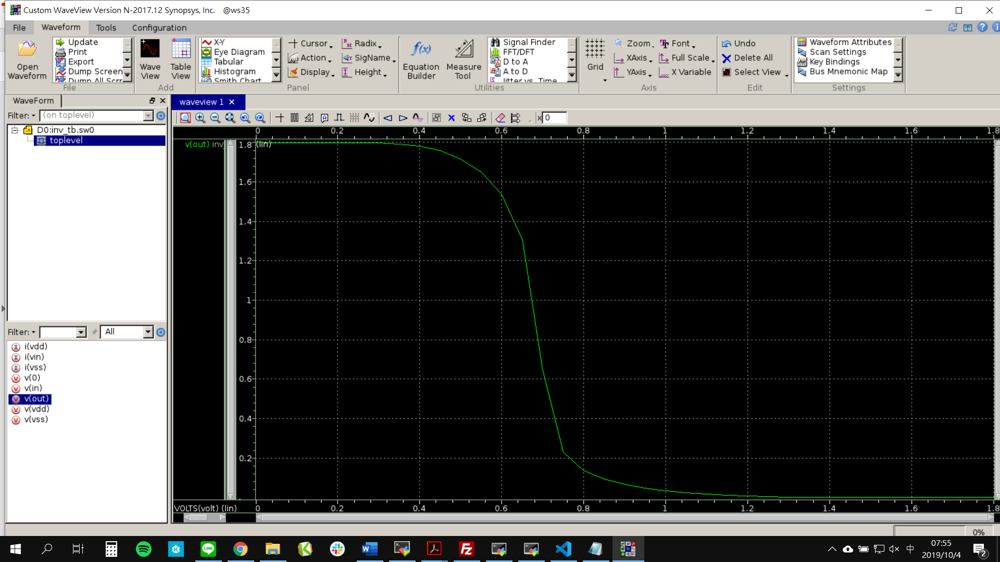 Custom WaveView Version N-2017.12 Synopsys, Inc. @ws35
File Waveform Tools Configuration
Open Waveform
Update
Print
Export
Dump Screen
File
Wave View
Table View
Add
X-Y
Eye Diagram
Tabular
Histogram
Smith Chart
Cursor
Action
Display
Radix
SigName
Height
Panel
Equation Builder
Measure Tool
Signal Finder
FFT/DFT
D to A
A to D
Jitter vs. Time
Utilities
Grid
Zoom
XAxis
YAxis
Font
Full Scale
X Variable
Axis
Undo
Delete All
Select View
Edit
Waveform Attributes
Scan Settings
Key Bindings
Bus Mnemonic Map
Settings
WaveForm
Filter: (on toplevel)
D0:inv_tb.sw0
toplevel
Filter: All
i(vdd)
i(vin)
i(vss)
v(0)
v(in)
v(out)
v(vdd)
v(vss)
waveview 1
x 0
0 0.2 0.4 0.6 0.8 1 1.2 1.4 1.6 1.8
v(out) inv
1.8 (lin)
1.6
1.4
1.2
1
0.8
0.6
0.4
0.2
VOLTS(volt) (lin) 0 0.2 0.4 0.6 0.8 1 1.2 1.4 1.6 1.8
0%
中
07:55
2019/10/4
2